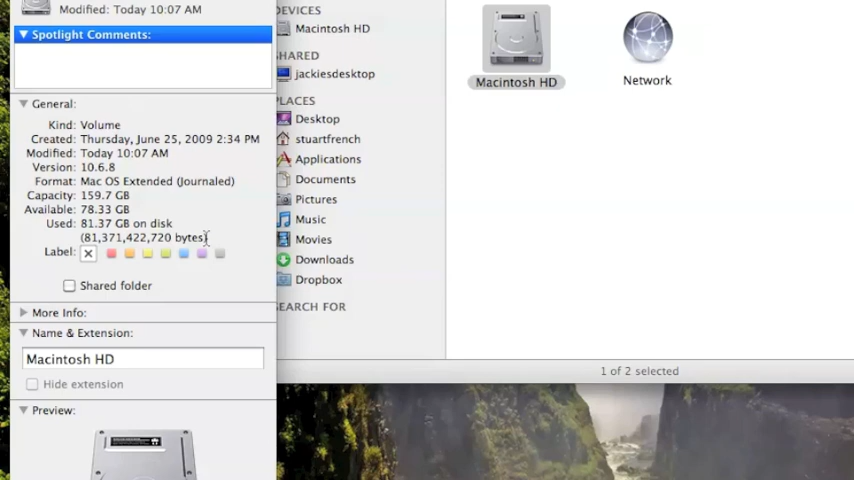 Modified: Today 10:07 AM
Spotlight Comments:
General:
Kind: Volume
Created: Thursday, June 25, 2009 2:34 PM
Modified: Today 10:07 AM
Version: 10.6.8
Format: Mac OS Extended (Journaled)
Capacity: 159.7 GB
Available: 78.33 GB
Used: 81.37 GB on disk
(81,371,422,720 bytes)
Label:
Shared folder
More Info:
Name & Extension:
Macintosh HD
Hide extension
Preview:
DEVICES
Macintosh HD
SHARED
jackiesdesktop
PLACES
Desktop
stuartfrench
Applications
Documents
Pictures
Music
Movies
Downloads
Dropbox
SEARCH FOR
Macintosh HD
Network
1 of 2 selected